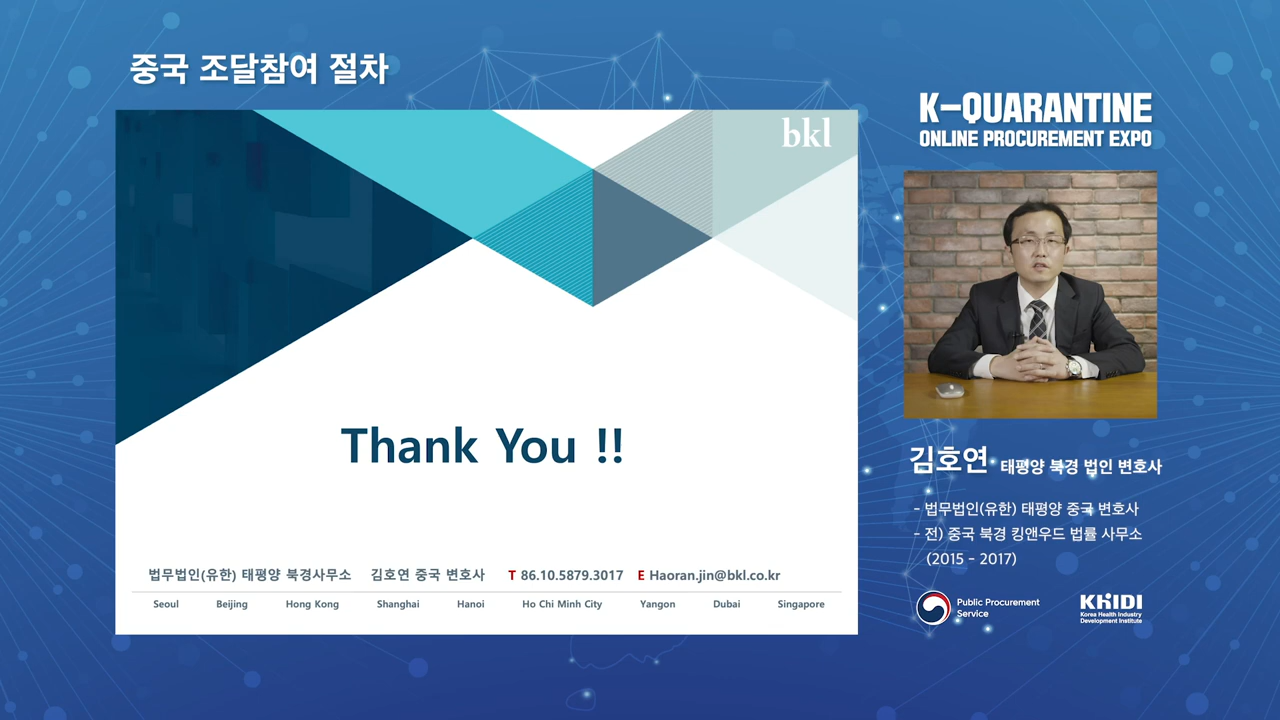 중국 조달참여 절차
bkl
Thank You !!
법무법인(유한) 태평양 북경사무소 김호연 중국 변호사 T 86.10.5879.3017 E Haoran.jin@bkl.co.kr
Seoul Beijing Hong Kong Shanghai Hanoi Ho Chi Minh City Yangon Dubai Singapore
K-QUARANTINE
ONLINE PROCUREMENT EXPO
김호연 태평양 북경 법인 변호사
- 법무법인(유한) 태평양 중국 변호사
- 전) 중국 북경 킹앤우드 법률 사무소
(2015 - 2017)
Public Procurement
Service
KHIDI
Korea Health Industry
Development Institute